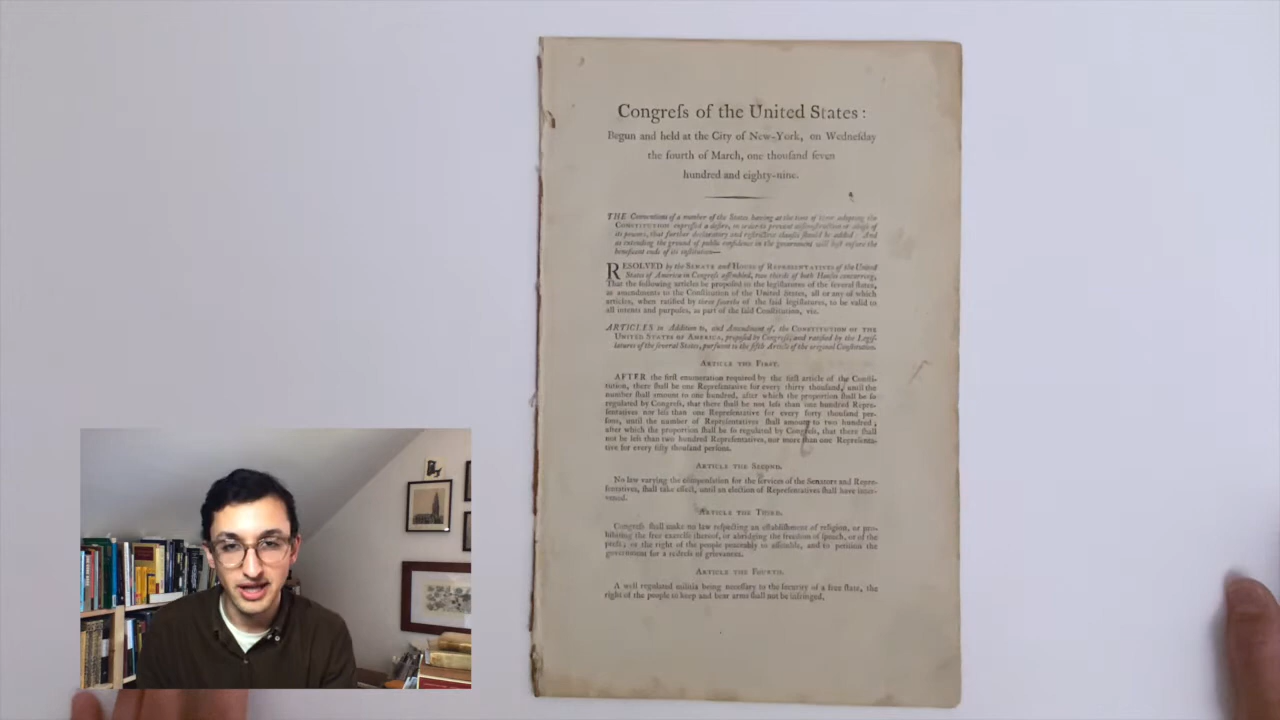 Congreſs of the United States:
Begun and held at the City of New-York, on Wedneſday
the fourth of March, one thouſand ſeven
hundred and eighty-nine.
THE Conventions of a number of the States having at the time of their adopting the
CONSTITUTION expreſſed a deſire, in order to prevent miſconſtruction or abuſe of
its powers, that further declaratory and reſtrictive clauſes ſhould be added: And
as extending the ground of public confidence in the government will beſt enſure the
beneficent ends of its inſtitution—
RESOLVED by the SENATE and HOUSE of REPRESENTATIVES of the United
States of America in Congreſs aſſembled, two thirds of both Houſes concurring,
That the following articles be propoſed to the legiſlatures of the ſeveral ſtates,
as amendments to the Conſtitution of the United States, all or any of which
articles, when ratified by three fourths of the ſaid legiſlatures, to be valid to
all intents and purpoſes, as part of the ſaid Conſtitution, viz.
ARTICLES in Addition to, and Amendment of, the CONSTITUTION OF THE
UNITED STATES OF AMERICA, propoſed by Congreſs, and ratified by the Legiſ-
latures of the ſeveral States, purſuant to the fifth Article of the original Conſtitution.
ARTICLE THE FIRST.
AFTER the firſt enumeration required by the firſt article of the Conſti-
tution, there ſhall be one Repreſentative for every thirty thouſand, until the
number ſhall amount to one hundred, after which the proportion ſhall be ſo
regulated by Congreſs, that there ſhall be not leſs than one hundred Repre-
ſentatives nor leſs than one Repreſentative for every forty thouſand per-
ſons, until the number of Repreſentatives ſhall amount to two hundred;
after which the proportion ſhall be ſo regulated by Congreſs, that there ſhall
not be leſs than two hundred Repreſentatives, nor more than one Repreſenta-
tive for every fifty thouſand perſons.
ARTICLE THE SECOND.
No law varying the compenſation for the ſervices of the Senators and Repre-
ſentatives, ſhall take effect, until an election of Repreſentatives ſhall have inter-
vened.
ARTICLE THE THIRD.
Congreſs ſhall make no law reſpecting an eſtabliſhment of religion, or pro-
hibiting the free exerciſe thereof, or abridging the freedom of ſpeech, or of the
preſs; or the right of the people peaceably to aſſemble, and to petition the
government for a redreſs of grievances.
ARTICLE THE FOURTH.
A well regulated militia being neceſſary to the ſecurity of a free ſtate, the
right of the people to keep and bear arms ſhall not be infringed.